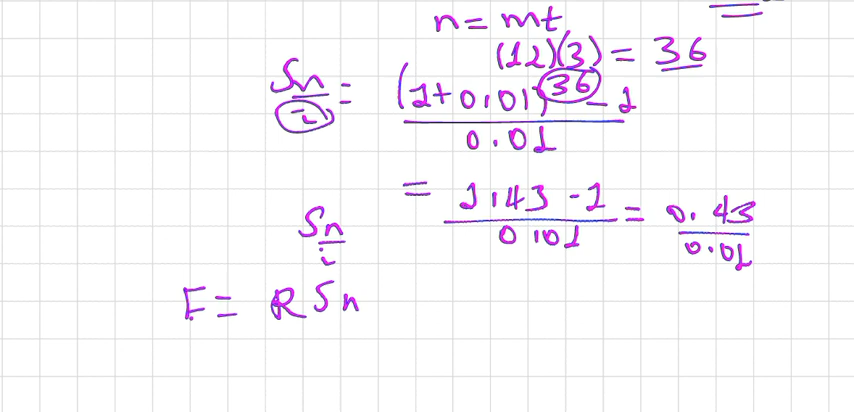 n = mt
(12)(3) = 36
Sn/i = ((1+0.01)^36 - 1)/0.01
= (1.43 - 1)/0.01 = 0.43/0.01
Sn/i
F = R Sn